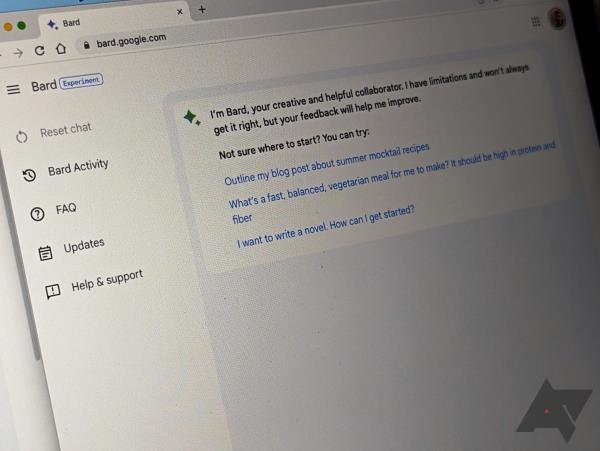 Bard
bard.google.com
Bard Experiment
Reset chat
Bard Activity
FAQ
Updates
Help & support
I'm Bard, your creative and helpful collaborator. I have limitations and won't always
get it right, but your feedback will help me improve.
Not sure where to start? You can try:
Outline my blog post about summer mocktail recipes
What's a fast, balanced, vegetarian meal for me to make? It should be high in protein and
fiber
I want to write a novel. How can I get started?